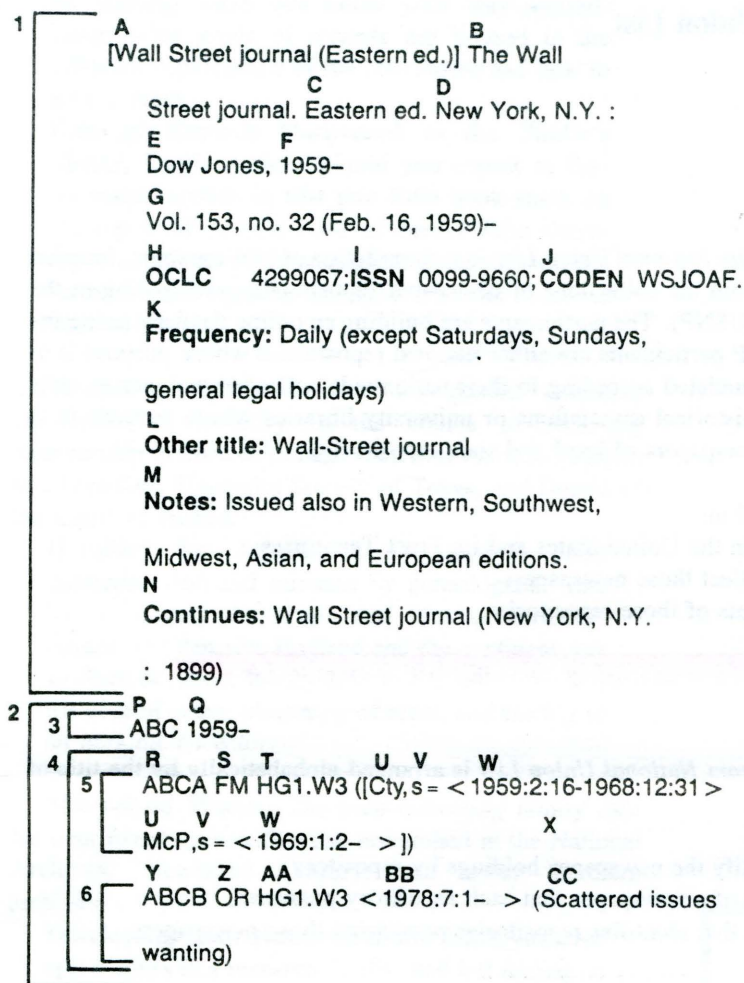 1
A B
[Wall Street journal (Eastern ed.)] The Wall
C D
Street journal. Eastern ed. New York, N.Y. :
E F
Dow Jones, 1959–
G
Vol. 153, no. 32 (Feb. 16, 1959)–
H I J
OCLC 4299067;ISSN 0099-9660; CODEN WSJOAF.
K
Frequency: Daily (except Saturdays, Sundays,
general legal holidays)
L
Other title: Wall-Street journal
M
Notes: Issued also in Western, Southwest,
Midwest, Asian, and European editions.
N
Continues: Wall Street journal (New York, N.Y.
: 1899)
2 P Q
3 ABC 1959–
4 R S T U V W
5 ABCA FM HG1.W3 ([Cty,s = < 1959:2:16-1968:12:31 >
U V W
McP,s = < 1969:1:2– > ])
X
Y Z AA BB CC
6 ABCB OR HG1.W3 < 1978:7:1– > (Scattered issues
wanting)